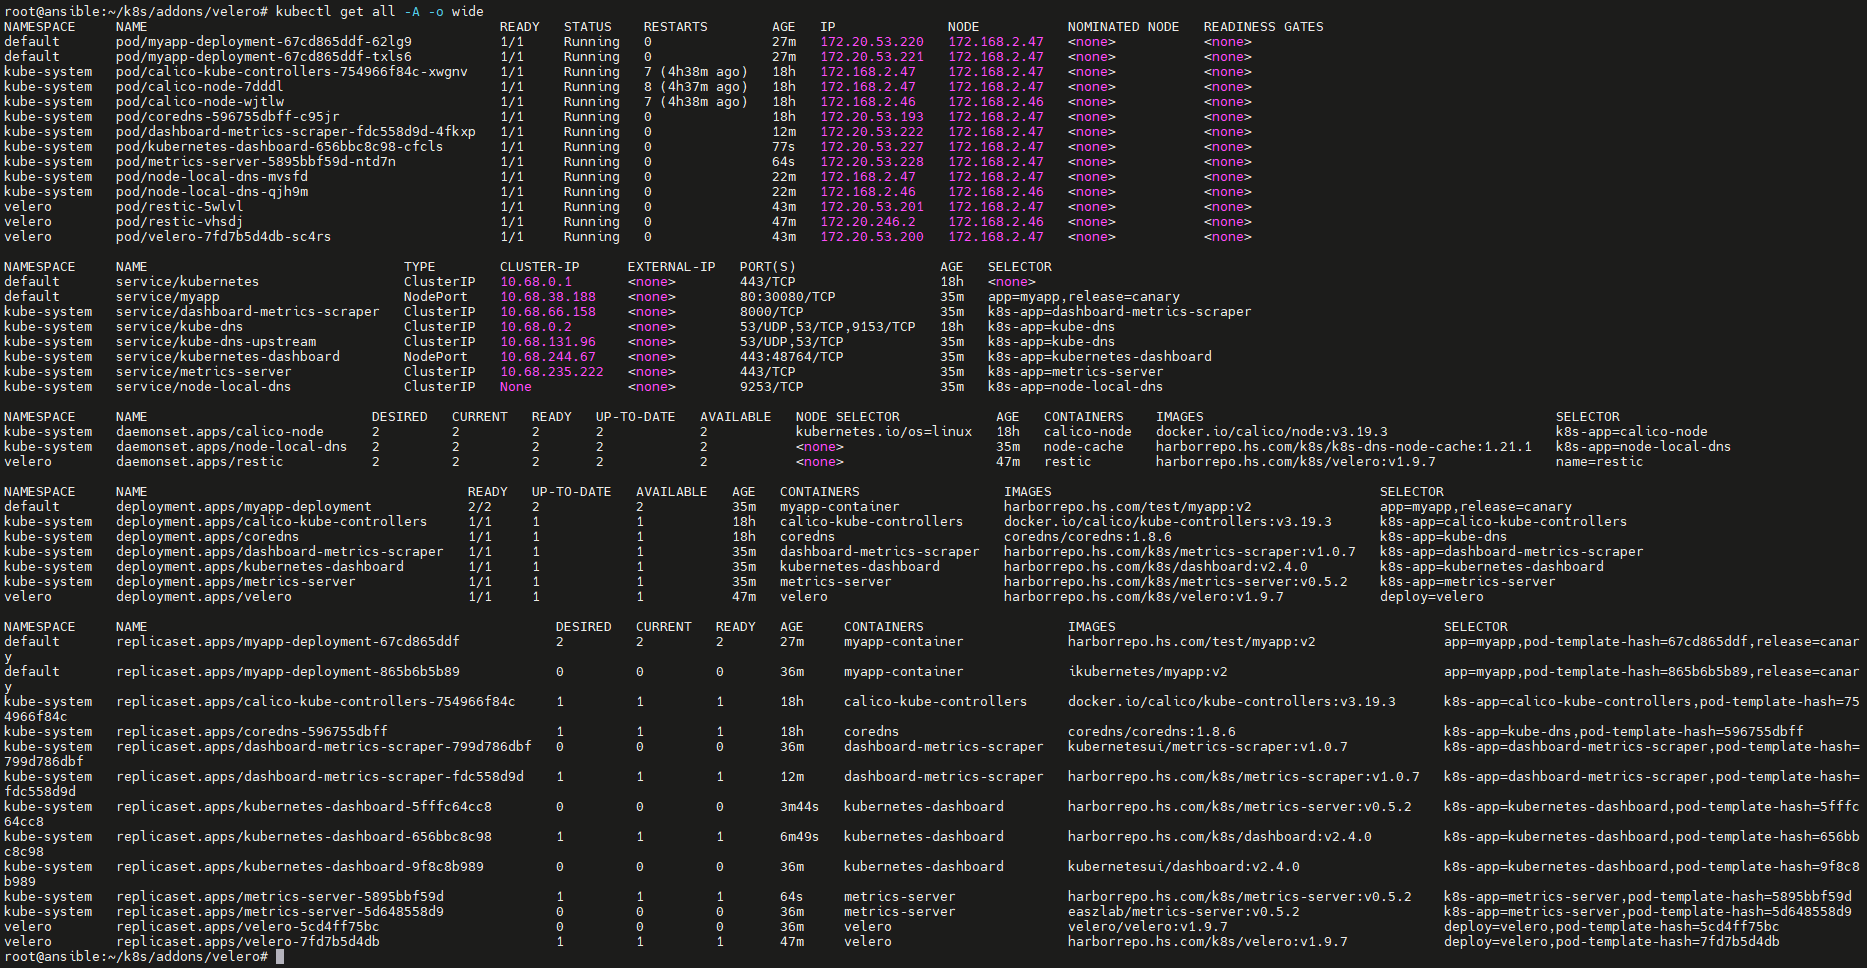 root@ansible:~/k8s/addons/velero# kubectl get all -A -o wide
NAMESPACE     NAME                                            READY   STATUS    RESTARTS        AGE   IP              NODE           NOMINATED NODE   READINESS GATES
default       pod/myapp-deployment-67cd865ddf-62lg9           1/1     Running   0               27m   172.20.53.220   172.168.2.47   <none>           <none>
default       pod/myapp-deployment-67cd865ddf-txls6           1/1     Running   0               27m   172.20.53.221   172.168.2.47   <none>           <none>
kube-system   pod/calico-kube-controllers-754966f84c-xwgnv    1/1     Running   7 (4h38m ago)   18h   172.168.2.47    172.168.2.47   <none>           <none>
kube-system   pod/calico-node-7dddl                           1/1     Running   8 (4h37m ago)   18h   172.168.2.47    172.168.2.47   <none>           <none>
kube-system   pod/calico-node-wjtlw                           1/1     Running   7 (4h38m ago)   18h   172.168.2.46    172.168.2.46   <none>           <none>
kube-system   pod/coredns-596755dbff-c95jr                    1/1     Running   0               18h   172.20.53.193   172.168.2.47   <none>           <none>
kube-system   pod/dashboard-metrics-scraper-fdc558d9d-4fkxp   1/1     Running   0               12m   172.20.53.222   172.168.2.47   <none>           <none>
kube-system   pod/kubernetes-dashboard-656bbc8c98-cfcls       1/1     Running   0               77s   172.20.53.227   172.168.2.47   <none>           <none>
kube-system   pod/metrics-server-5895bbf59d-ntd7n             1/1     Running   0               64s   172.20.53.228   172.168.2.47   <none>           <none>
kube-system   pod/node-local-dns-mvsfd                        1/1     Running   0               22m   172.168.2.47    172.168.2.47   <none>           <none>
kube-system   pod/node-local-dns-qjh9m                        1/1     Running   0               22m   172.168.2.46    172.168.2.46   <none>           <none>
velero        pod/restic-5wlvl                                1/1     Running   0               43m   172.20.53.201   172.168.2.47   <none>           <none>
velero        pod/restic-vhsdj                                1/1     Running   0               47m   172.20.246.2    172.168.2.46   <none>           <none>
velero        pod/velero-7fd7b5d4db-sc4rs                     1/1     Running   0               43m   172.20.53.200   172.168.2.47   <none>           <none>
NAMESPACE     NAME                                TYPE        CLUSTER-IP      EXTERNAL-IP   PORT(S)                  AGE   SELECTOR
default       service/kubernetes                  ClusterIP   10.68.0.1       <none>        443/TCP                  18h   <none>
default       service/myapp                       NodePort    10.68.38.188    <none>        80:30080/TCP             35m   app=myapp,release=canary
kube-system   service/dashboard-metrics-scraper   ClusterIP   10.68.66.158    <none>        8000/TCP                 35m   k8s-app=dashboard-metrics-scraper
kube-system   service/kube-dns                    ClusterIP   10.68.0.2       <none>        53/UDP,53/TCP,9153/TCP   18h   k8s-app=kube-dns
kube-system   service/kube-dns-upstream           ClusterIP   10.68.131.96    <none>        53/UDP,53/TCP            35m   k8s-app=kube-dns
kube-system   service/kubernetes-dashboard        NodePort    10.68.244.67    <none>        443:48764/TCP            35m   k8s-app=kubernetes-dashboard
kube-system   service/metrics-server              ClusterIP   10.68.235.222   <none>        443/TCP                  35m   k8s-app=metrics-server
kube-system   service/node-local-dns              ClusterIP   None            <none>        9253/TCP                 35m   k8s-app=node-local-dns
NAMESPACE     NAME                            DESIRED   CURRENT   READY   UP-TO-DATE   AVAILABLE   NODE SELECTOR            AGE   CONTAINERS    IMAGES                                            SELECTOR
kube-system   daemonset.apps/calico-node      2         2         2       2            2           kubernetes.io/os=linux   18h   calico-node   docker.io/calico/node:v3.19.3                     k8s-app=calico-node
kube-system   daemonset.apps/node-local-dns   2         2         2       2            2           <none>                   35m   node-cache    harborrepo.hs.com/k8s/k8s-dns-node-cache:1.21.1   k8s-app=node-local-dns
velero        daemonset.apps/restic           2         2         2       2            2           <none>                   47m   restic        harborrepo.hs.com/k8s/velero:v1.9.7               name=restic
NAMESPACE     NAME                                        READY   UP-TO-DATE   AVAILABLE   AGE   CONTAINERS                  IMAGES                                         SELECTOR
default       deployment.apps/myapp-deployment            2/2     2            2           35m   myapp-container             harborrepo.hs.com/test/myapp:v2                app=myapp,release=canary
kube-system   deployment.apps/calico-kube-controllers     1/1     1            1           18h   calico-kube-controllers     docker.io/calico/kube-controllers:v3.19.3      k8s-app=calico-kube-controllers
kube-system   deployment.apps/coredns                     1/1     1            1           18h   coredns                     coredns/coredns:1.8.6                          k8s-app=kube-dns
kube-system   deployment.apps/dashboard-metrics-scraper   1/1     1            1           35m   dashboard-metrics-scraper   harborrepo.hs.com/k8s/metrics-scraper:v1.0.7   k8s-app=dashboard-metrics-scraper
kube-system   deployment.apps/kubernetes-dashboard        1/1     1            1           35m   kubernetes-dashboard        harborrepo.hs.com/k8s/dashboard:v2.4.0         k8s-app=kubernetes-dashboard
kube-system   deployment.apps/metrics-server              1/1     1            1           35m   metrics-server              harborrepo.hs.com/k8s/metrics-server:v0.5.2    k8s-app=metrics-server
velero        deployment.apps/velero                      1/1     1            1           47m   velero                      harborrepo.hs.com/k8s/velero:v1.9.7            deploy=velero
NAMESPACE     NAME                                                   DESIRED   CURRENT   READY   AGE     CONTAINERS                  IMAGES                                         SELECTOR
default       replicaset.apps/myapp-deployment-67cd865ddf            2         2         2       27m     myapp-container             harborrepo.hs.com/test/myapp:v2                app=myapp,pod-template-hash=67cd865ddf,release=canar
y
default       replicaset.apps/myapp-deployment-865b6b5b89            0         0         0       36m     myapp-container             ikubernetes/myapp:v2                           app=myapp,pod-template-hash=865b6b5b89,release=canar
y
kube-system   replicaset.apps/calico-kube-controllers-754966f84c     1         1         1       18h     calico-kube-controllers     docker.io/calico/kube-controllers:v3.19.3      k8s-app=calico-kube-controllers,pod-template-hash=75
4966f84c
kube-system   replicaset.apps/coredns-596755dbff                     1         1         1       18h     coredns                     coredns/coredns:1.8.6                          k8s-app=kube-dns,pod-template-hash=596755dbff
kube-system   replicaset.apps/dashboard-metrics-scraper-799d786dbf   0         0         0       36m     dashboard-metrics-scraper   kubernetesui/metrics-scraper:v1.0.7            k8s-app=dashboard-metrics-scraper,pod-template-hash=
799d786dbf
kube-system   replicaset.apps/dashboard-metrics-scraper-fdc558d9d    1         1         1       12m     dashboard-metrics-scraper   harborrepo.hs.com/k8s/metrics-scraper:v1.0.7   k8s-app=dashboard-metrics-scraper,pod-template-hash=
fdc558d9d
kube-system   replicaset.apps/kubernetes-dashboard-5fffc64cc8        0         0         0       3m44s   kubernetes-dashboard        harborrepo.hs.com/k8s/metrics-server:v0.5.2    k8s-app=kubernetes-dashboard,pod-template-hash=5fffc
64cc8
kube-system   replicaset.apps/kubernetes-dashboard-656bbc8c98        1         1         1       6m49s   kubernetes-dashboard        harborrepo.hs.com/k8s/dashboard:v2.4.0         k8s-app=kubernetes-dashboard,pod-template-hash=656bb
c8c98
kube-system   replicaset.apps/kubernetes-dashboard-9f8c8b989         0         0         0       36m     kubernetes-dashboard        kubernetesui/dashboard:v2.4.0                  k8s-app=kubernetes-dashboard,pod-template-hash=9f8c8
b989
kube-system   replicaset.apps/metrics-server-5895bbf59d              1         1         1       64s     metrics-server              harborrepo.hs.com/k8s/metrics-server:v0.5.2    k8s-app=metrics-server,pod-template-hash=5895bbf59d
kube-system   replicaset.apps/metrics-server-5d648558d9              0         0         0       36m     metrics-server              easzlab/metrics-server:v0.5.2                  k8s-app=metrics-server,pod-template-hash=5d648558d9
velero        replicaset.apps/velero-5cd4ff75bc                      0         0         0       36m     velero                      velero/velero:v1.9.7                           deploy=velero,pod-template-hash=5cd4ff75bc
velero        replicaset.apps/velero-7fd7b5d4db                      1         1         1       47m     velero                      harborrepo.hs.com/k8s/velero:v1.9.7            deploy=velero,pod-template-hash=7fd7b5d4db
root@ansible:~/k8s/addons/velero#